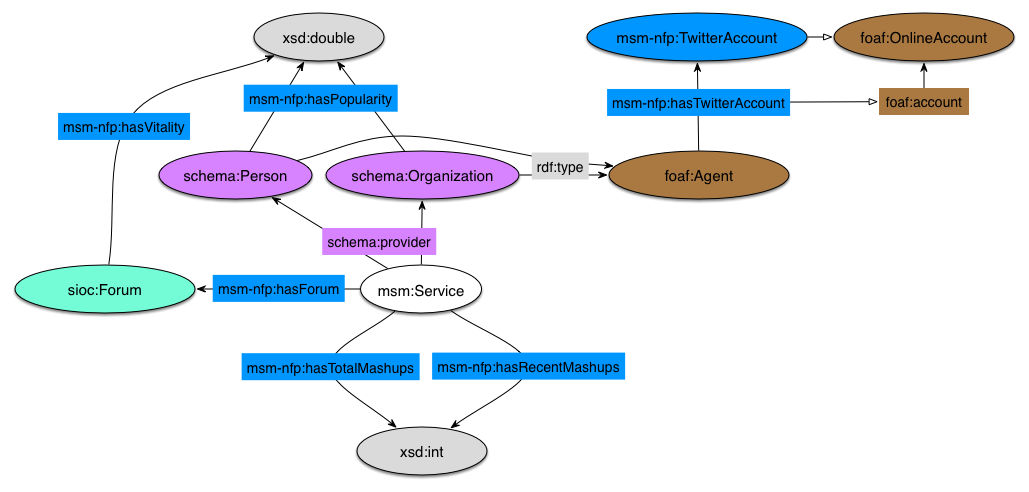 xsd:double
msm-nfp:TwitterAccount
foaf:OnlineAccount
msm-nfp:hasPopularity
msm-nfp:hasTwitterAccount
foaf:account
msm-nfp:hasVitality
rdf:type
schema:Person
schema:Organization
foaf:Agent
schema:provider
sioc:Forum
msm-nfp:hasForum
msm:Service
msm-nfp:hasTotalMashups
msm-nfp:hasRecentMashups
xsd:int